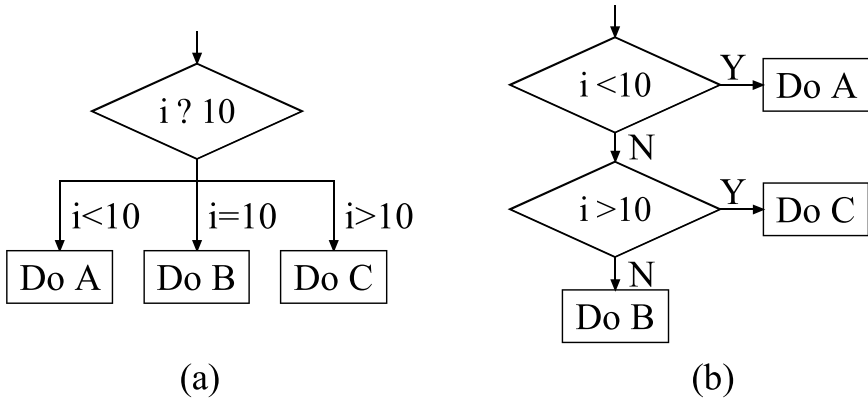 i ? 10
i<10
i=10
i>10
Do A
Do B
Do C
(a)
i <10
Y
Do A
N
i >10
Y
Do C
N
Do B
(b)